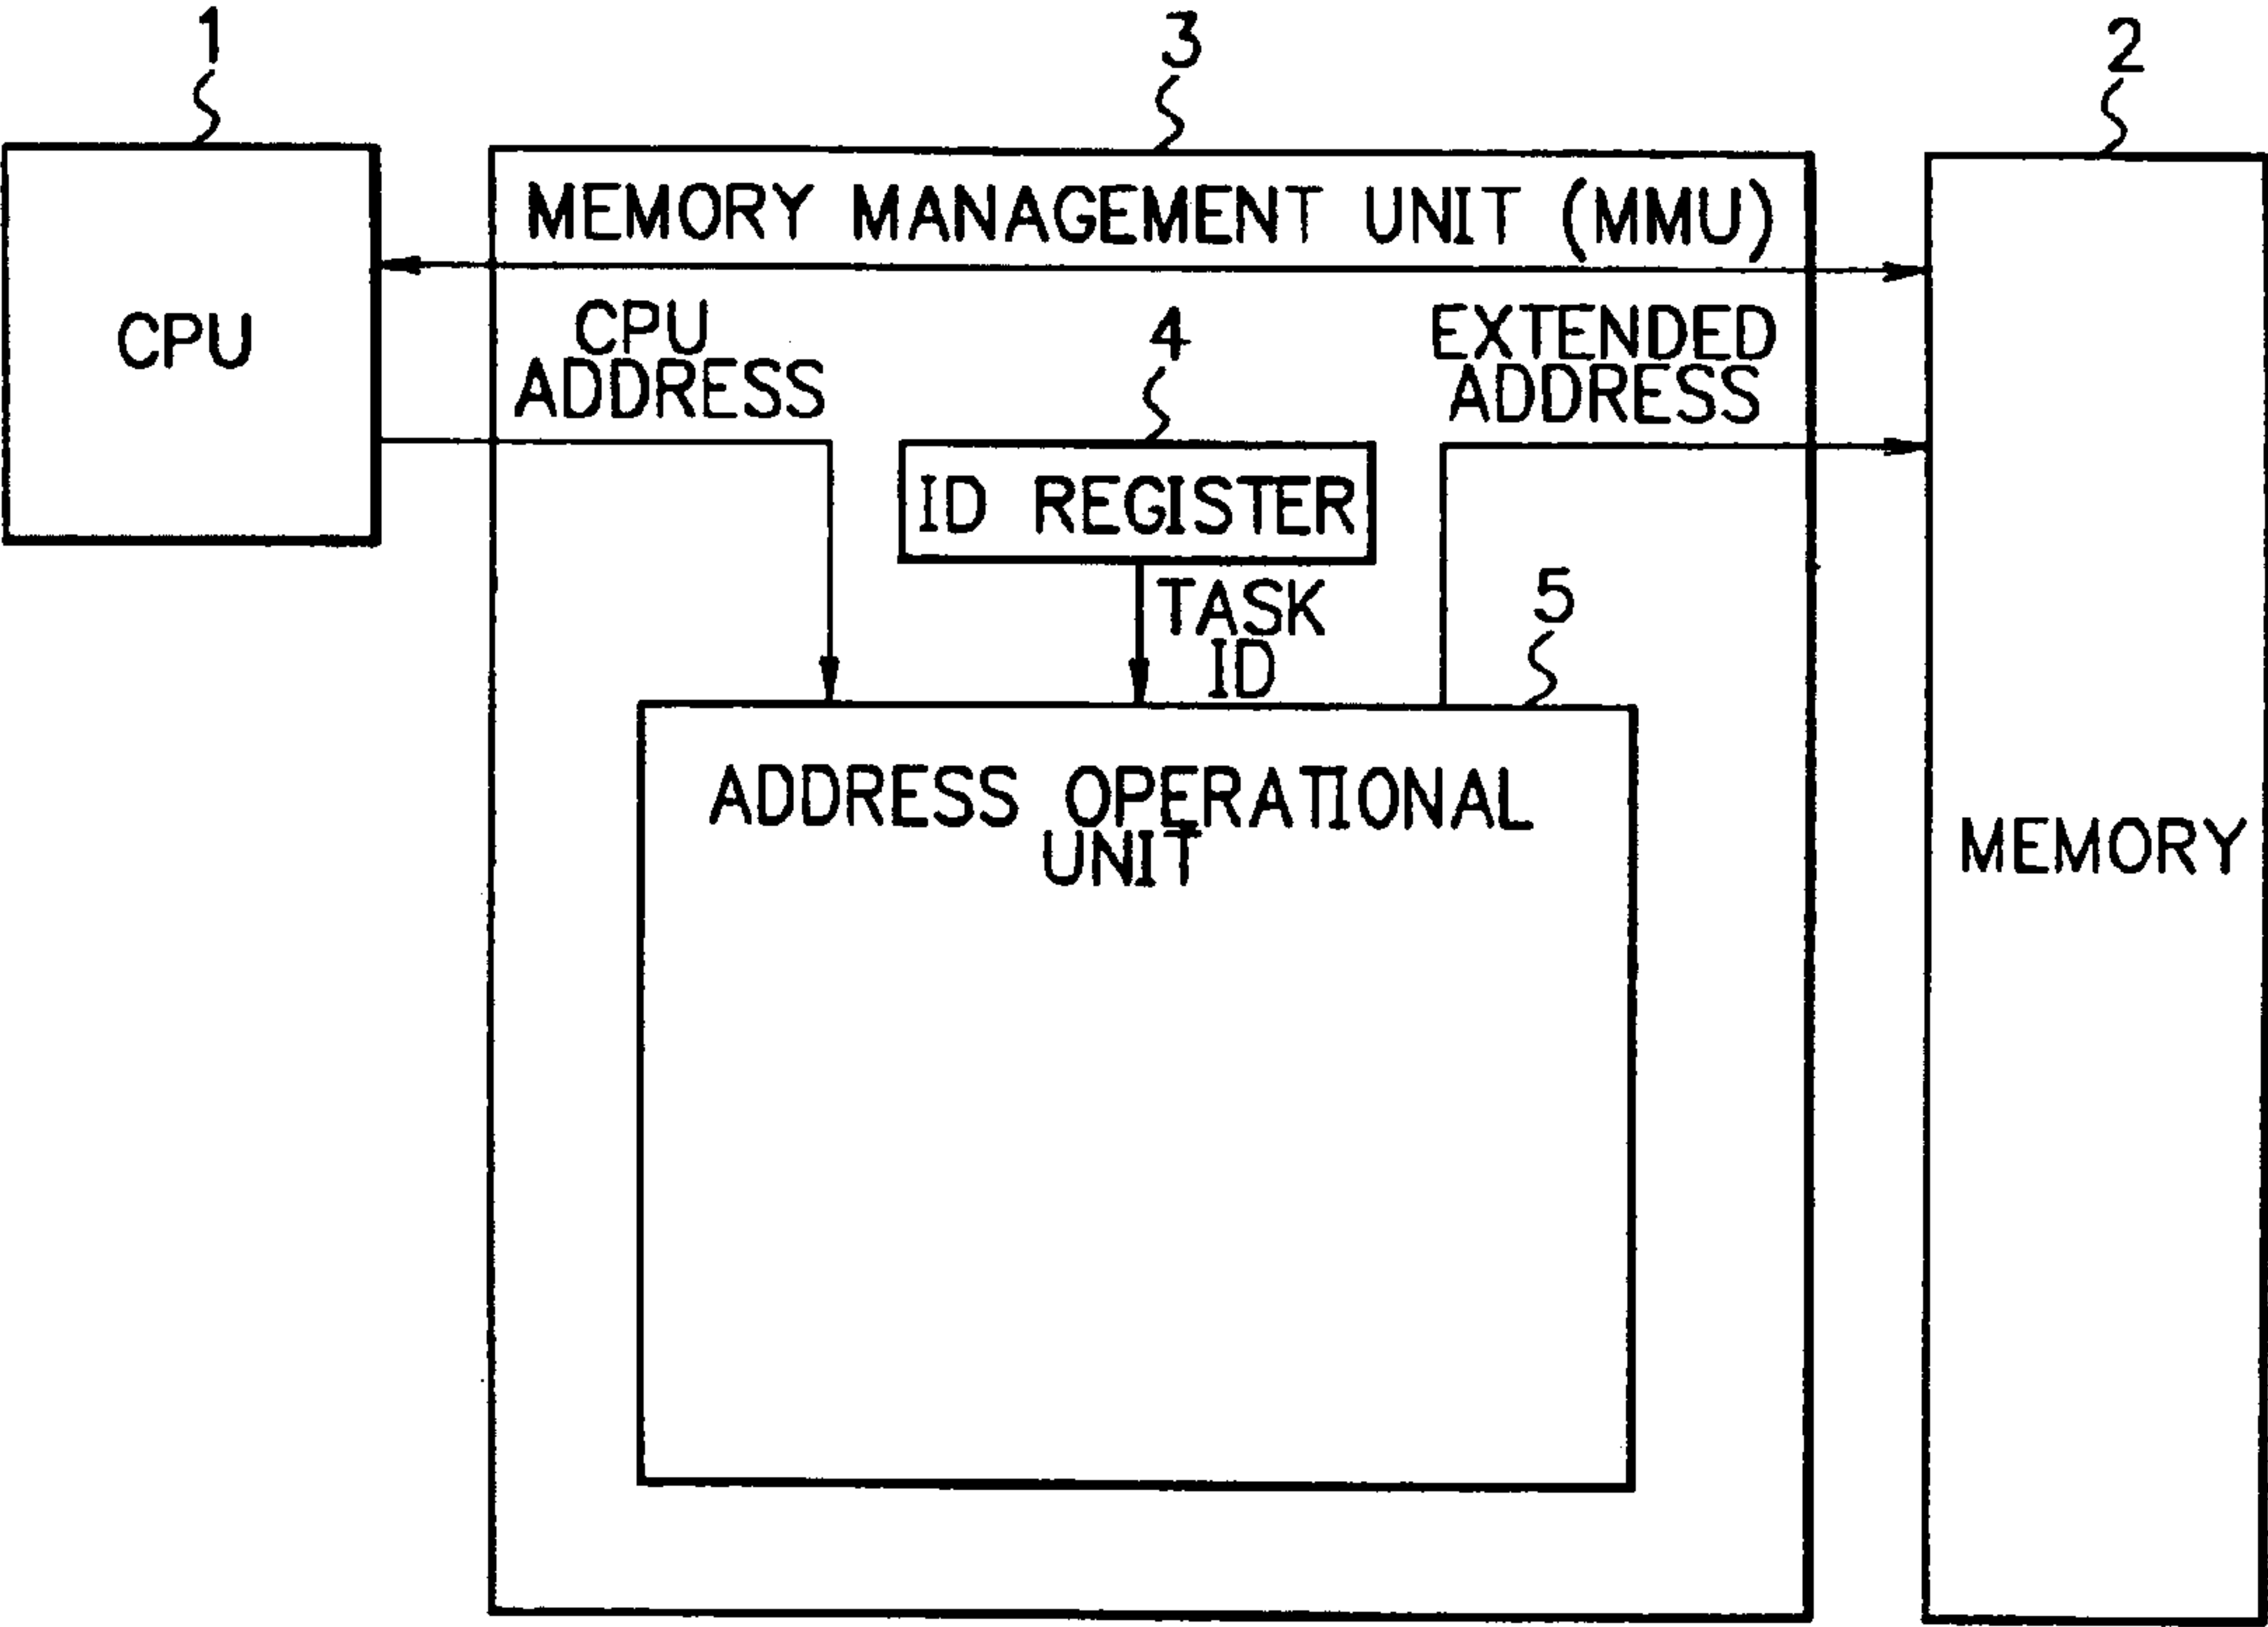 1
3
2
MEMORY MANAGEMENT UNIT (MMU)
CPU
CPU
ADDRESS
4
EXTENDED
ADDRESS
ID REGISTER
TASK
ID
5
ADDRESS OPERATIONAL
UNIT
MEMORY